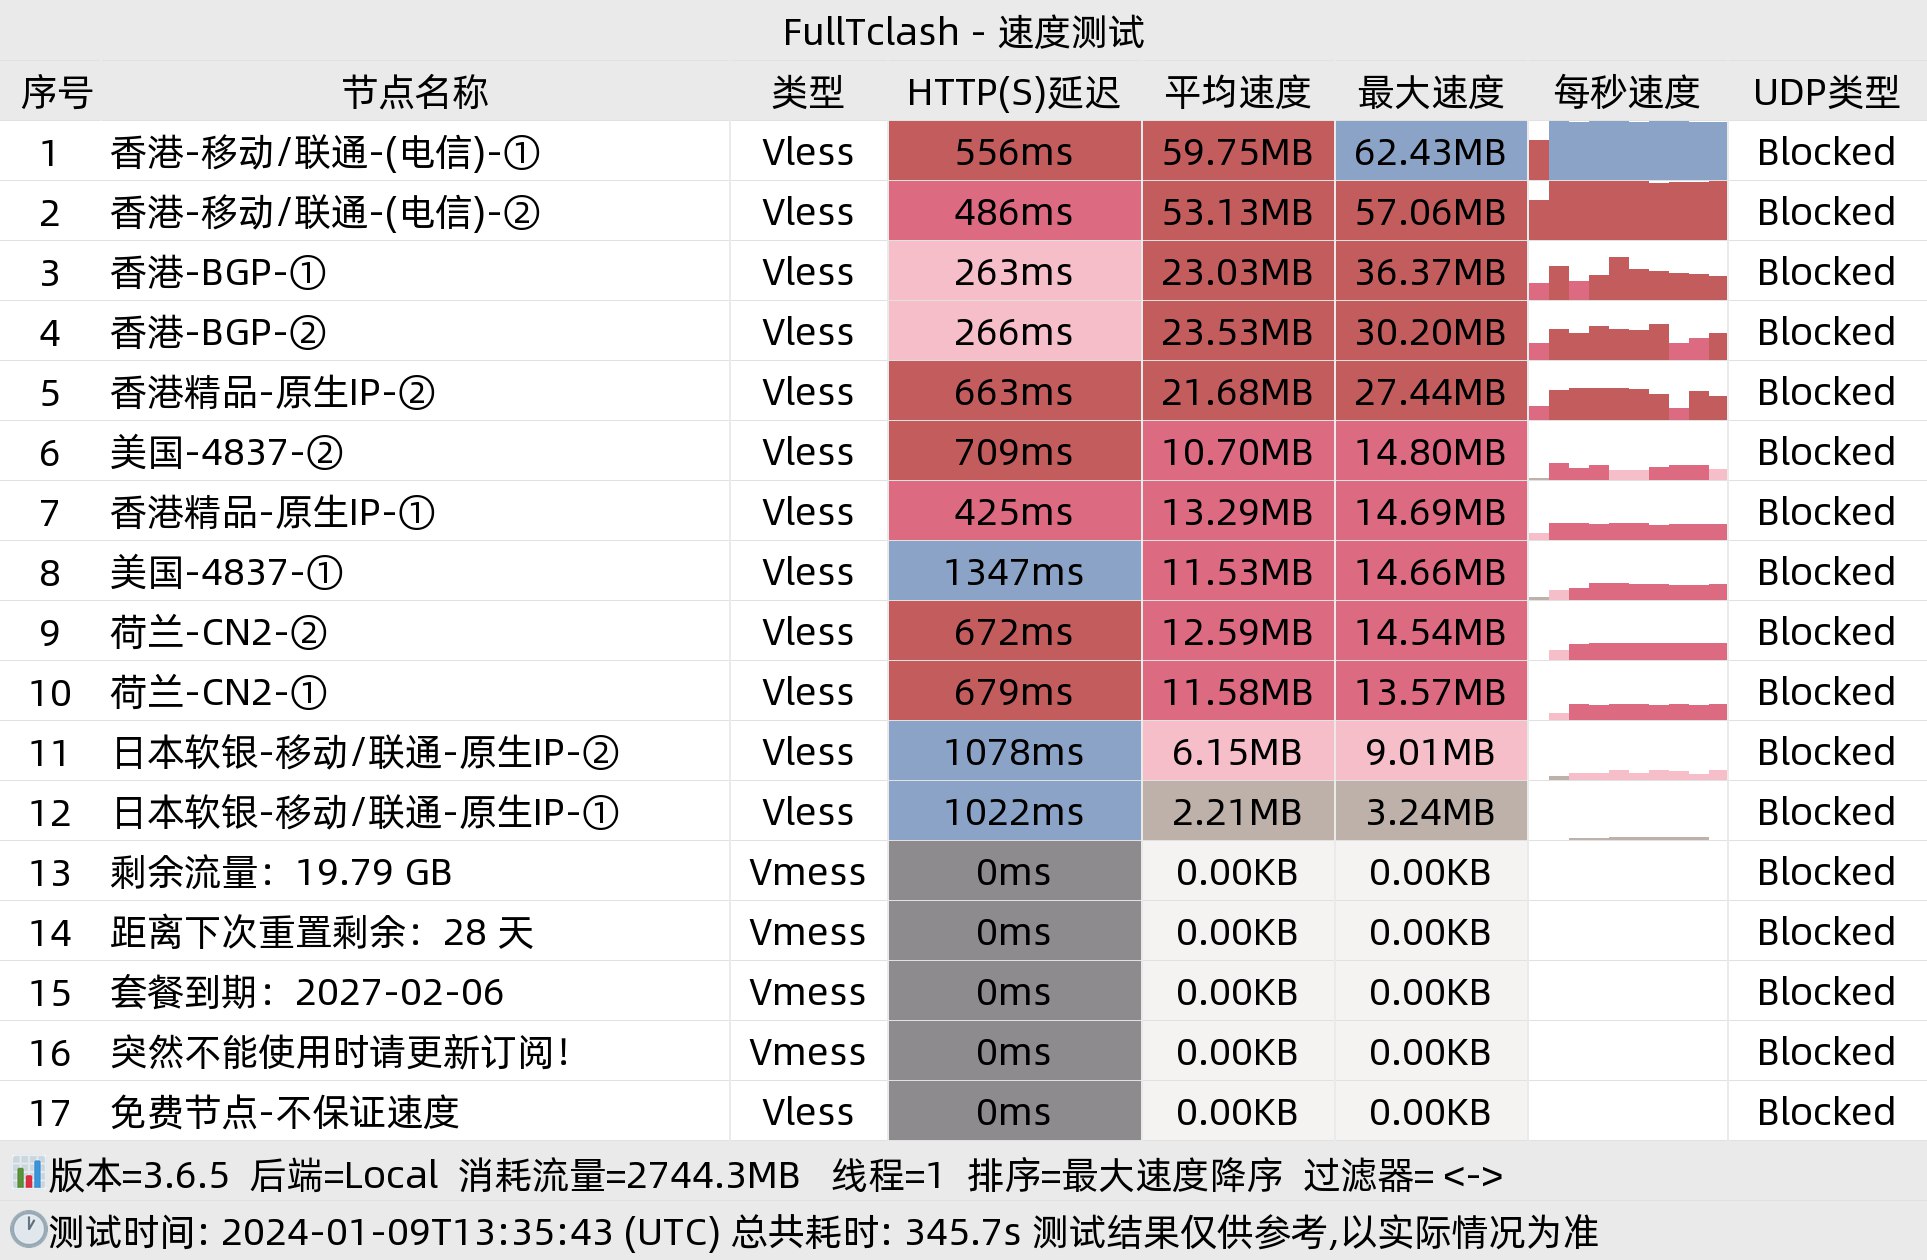 FullTclash - 速度测试
序号 节点名称 类型 HTTP(S)延迟 平均速度 最大速度 每秒速度 UDP类型
1 香港-移动/联通-(电信)-① Vless 556ms 59.75MB 62.43MB Blocked
2 香港-移动/联通-(电信)-② Vless 486ms 53.13MB 57.06MB Blocked
3 香港-BGP-① Vless 263ms 23.03MB 36.37MB Blocked
4 香港-BGP-② Vless 266ms 23.53MB 30.20MB Blocked
5 香港精品-原生IP-② Vless 663ms 21.68MB 27.44MB Blocked
6 美国-4837-② Vless 709ms 10.70MB 14.80MB Blocked
7 香港精品-原生IP-① Vless 425ms 13.29MB 14.69MB Blocked
8 美国-4837-① Vless 1347ms 11.53MB 14.66MB Blocked
9 荷兰-CN2-② Vless 672ms 12.59MB 14.54MB Blocked
10 荷兰-CN2-① Vless 679ms 11.58MB 13.57MB Blocked
11 日本软银-移动/联通-原生IP-② Vless 1078ms 6.15MB 9.01MB Blocked
12 日本软银-移动/联通-原生IP-① Vless 1022ms 2.21MB 3.24MB Blocked
13 剩余流量：19.79 GB Vmess 0ms 0.00KB 0.00KB Blocked
14 距离下次重置剩余：28 天 Vmess 0ms 0.00KB 0.00KB Blocked
15 套餐到期：2027-02-06 Vmess 0ms 0.00KB 0.00KB Blocked
16 突然不能使用时请更新订阅！ Vmess 0ms 0.00KB 0.00KB Blocked
17 免费节点-不保证速度 Vless 0ms 0.00KB 0.00KB Blocked
版本=3.6.5 后端=Local 消耗流量=2744.3MB 线程=1 排序=最大速度降序 过滤器= <->
测试时间: 2024-01-09T13:35:43 (UTC) 总共耗时: 345.7s 测试结果仅供参考,以实际情况为准